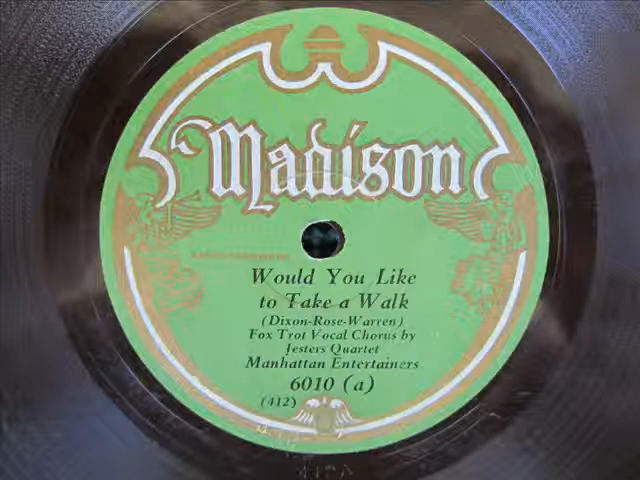 Madison
Would You Like
to Take a Walk
(Dixon-Rose-Warren)
Fox Trot Vocal Chorus by
Jesters Quartet
Manhattan Entertainers
6010 (a)
(412)